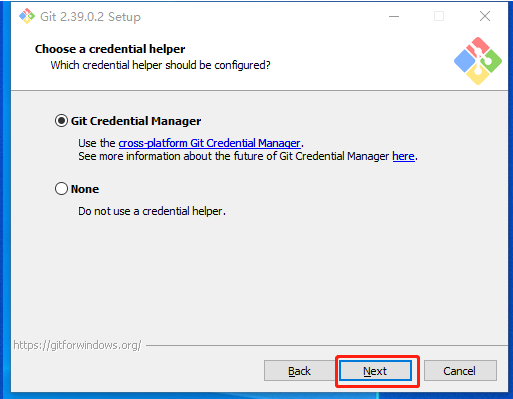 Git 2.39.0.2 Setup
Choose a credential helper
Which credential helper should be configured?
Git Credential Manager
Use the cross-platform Git Credential Manager.
See more information about the future of Git Credential Manager here.
None
Do not use a credential helper.
https://gitforwindows.org/
Back Next Cancel